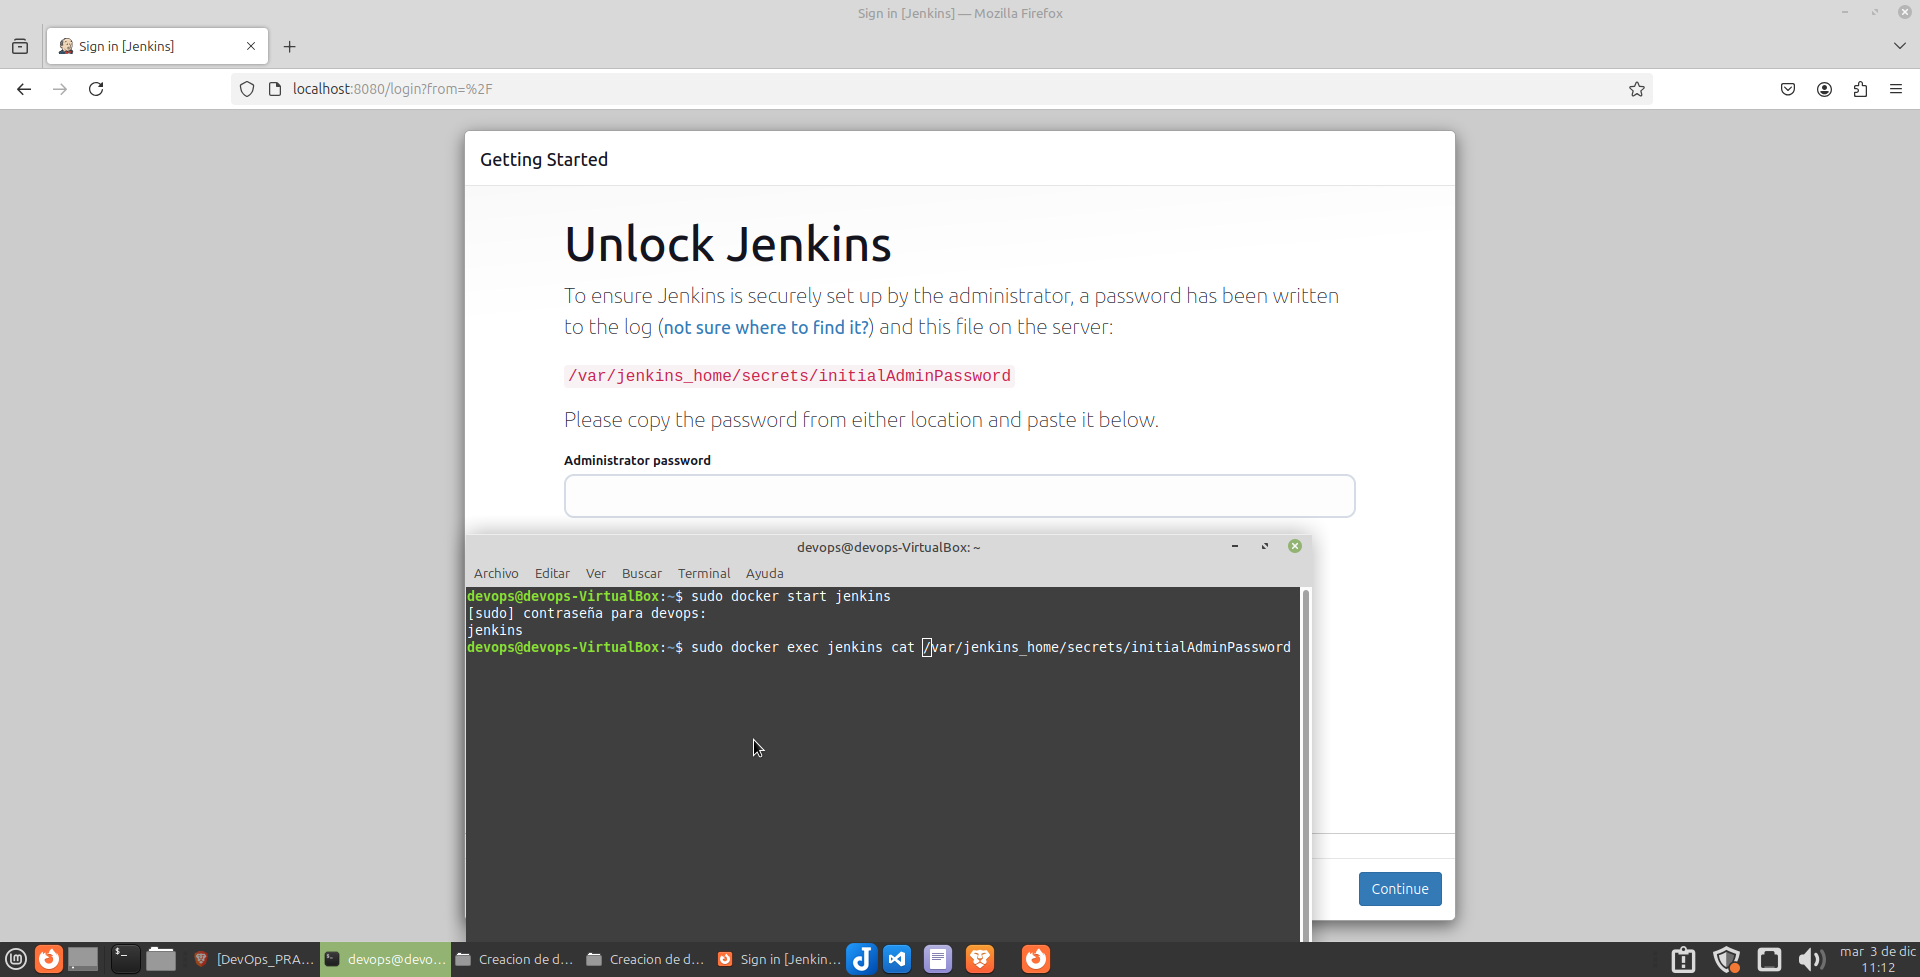 Sign in [Jenkins] — Mozilla Firefox
Sign in [Jenkins]
localhost:8080/login?from=%2F
Getting Started
Unlock Jenkins
To ensure Jenkins is securely set up by the administrator, a password has been written
to the log (not sure where to find it?) and this file on the server:
/var/jenkins_home/secrets/initialAdminPassword
Please copy the password from either location and paste it below.
Administrator password
devops@devops-VirtualBox: ~
Archivo Editar Ver Buscar Terminal Ayuda
devops@devops-VirtualBox:~$ sudo docker start jenkins
[sudo] contraseña para devops:
jenkins
devops@devops-VirtualBox:~$ sudo docker exec jenkins cat /var/jenkins_home/secrets/initialAdminPassword
Continue
[DevOps_PRA... devops@devo... Creacion de d... Creacion de d... Sign in [Jenkin... mar 3 de dic
11:12